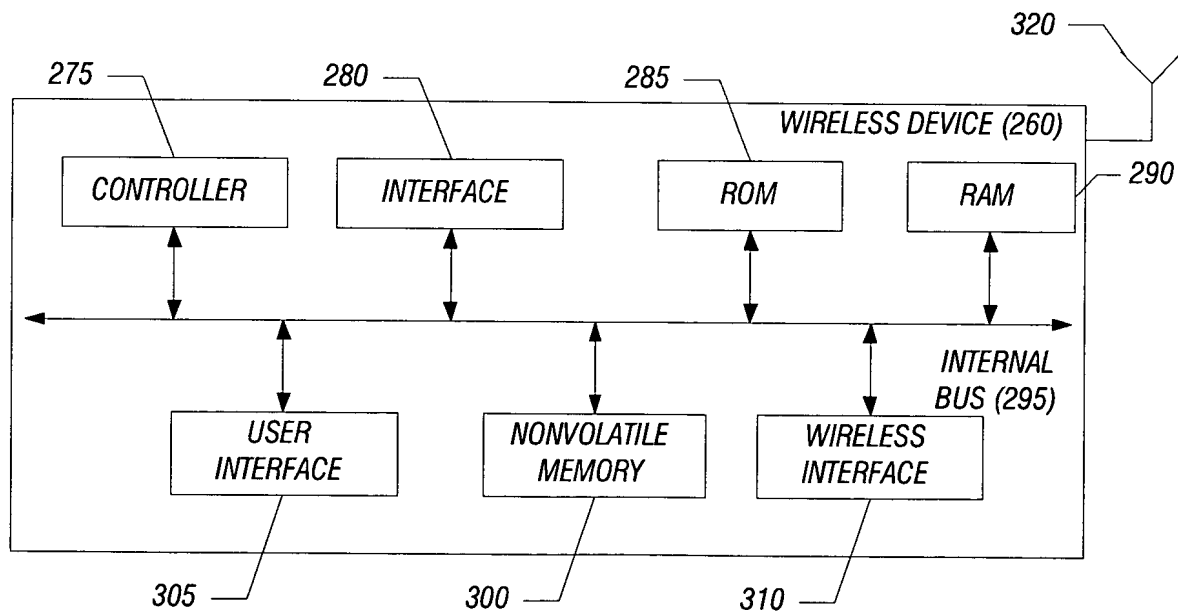 320
275
280
285
WIRELESS DEVICE (260)
290
CONTROLLER
INTERFACE
ROM
RAM
INTERNAL
BUS (295)
USER
INTERFACE
NONVOLATILE
MEMORY
WIRELESS
INTERFACE
305
300
310